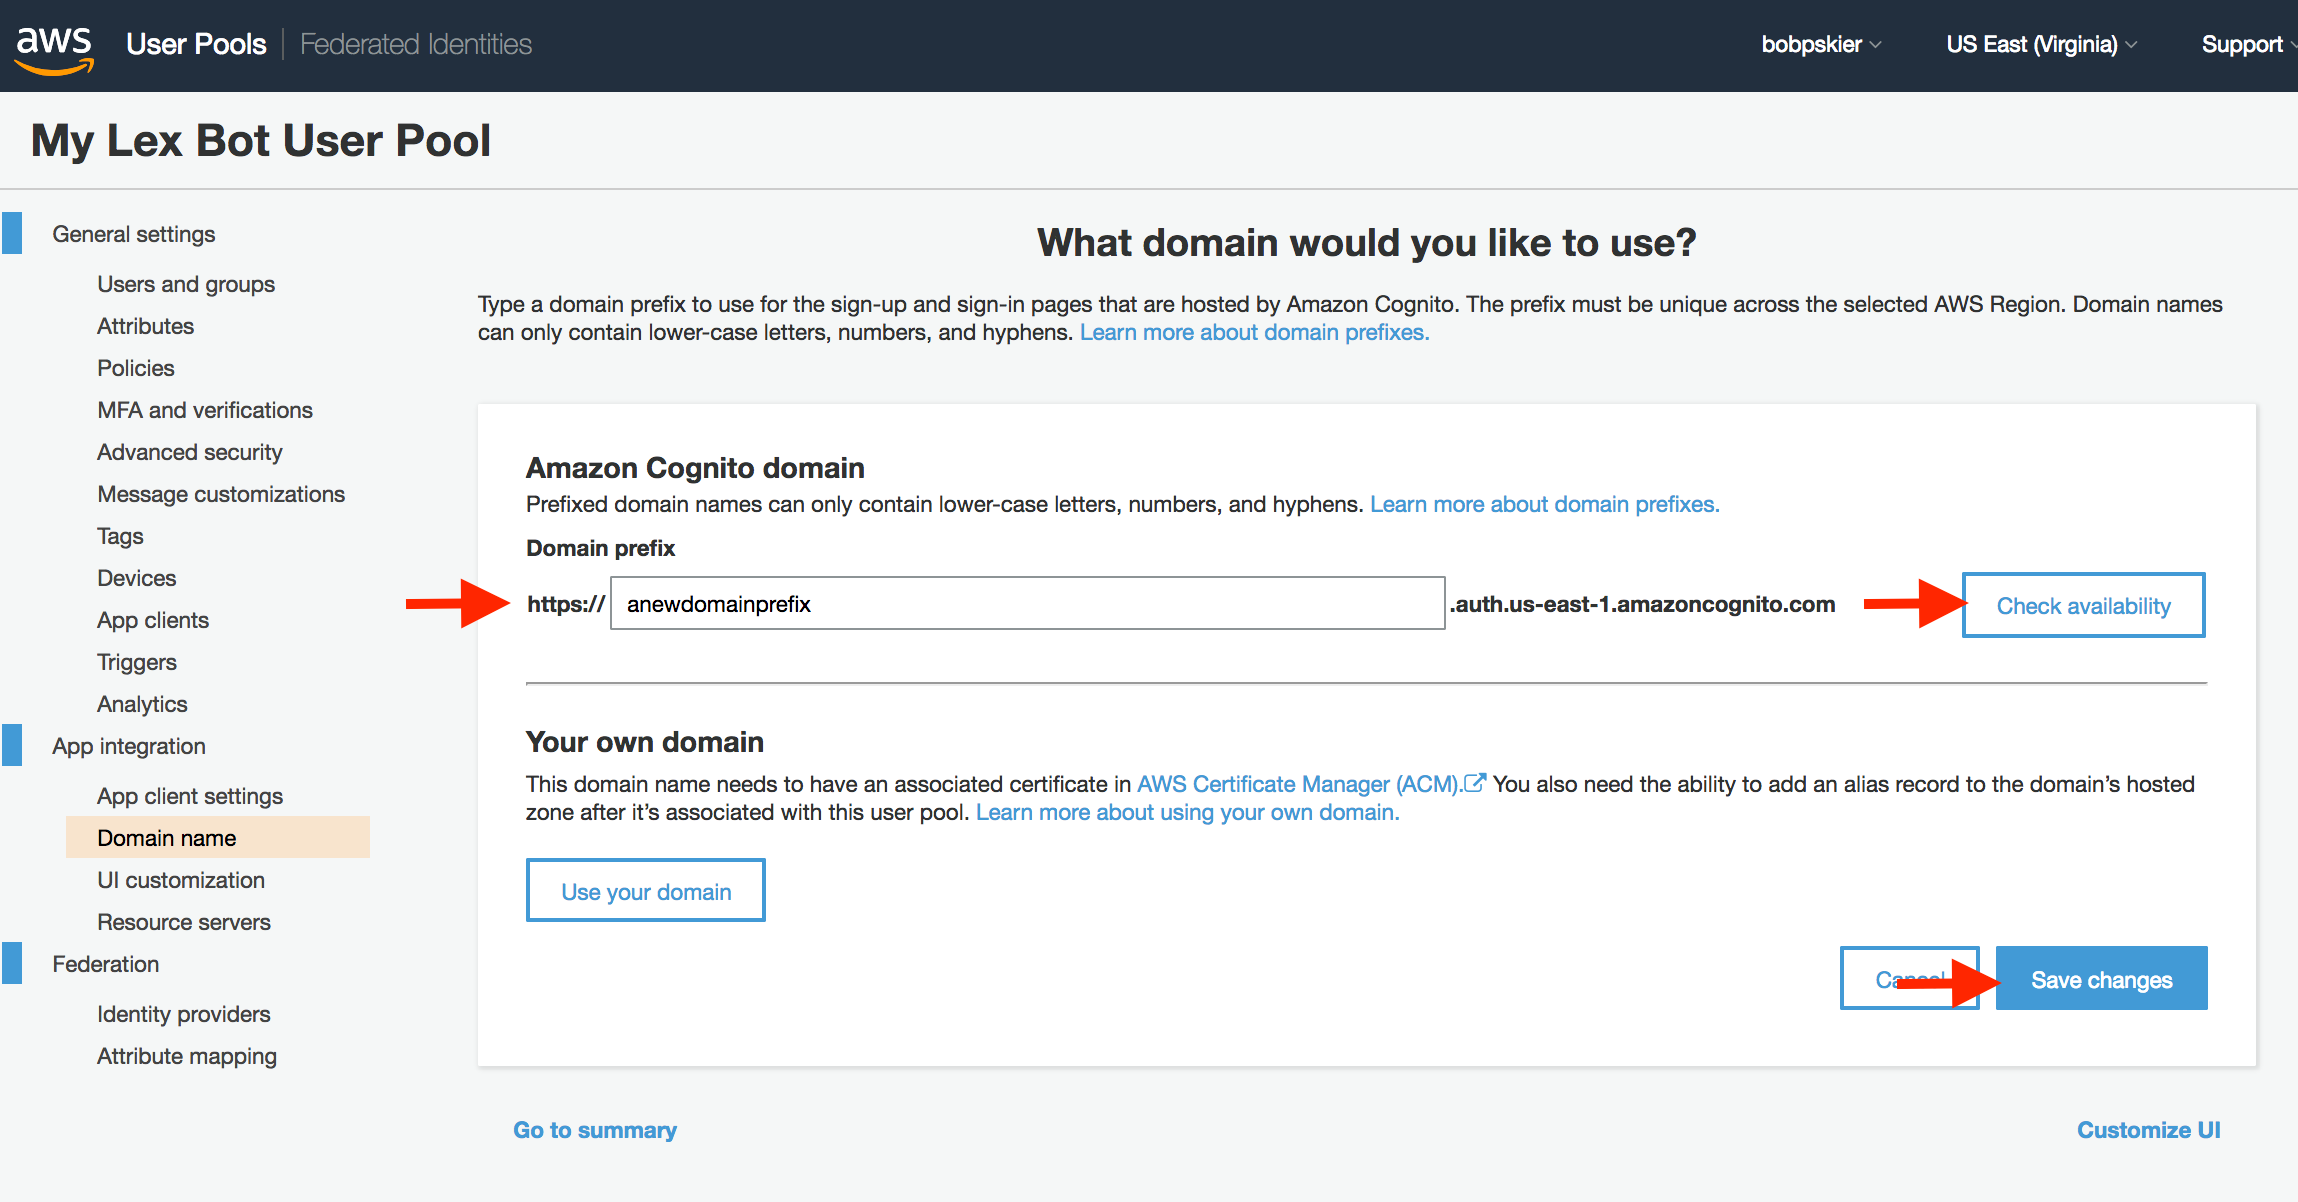 aws User Pools Federated Identities bobpskier US East (Virginia) Support
My Lex Bot User Pool
General settings
Users and groups
Attributes
Policies
MFA and verifications
Advanced security
Message customizations
Tags
Devices
App clients
Triggers
Analytics
App integration
App client settings
Domain name
UI customization
Resource servers
Federation
Identity providers
Attribute mapping
What domain would you like to use?
Type a domain prefix to use for the sign-up and sign-in pages that are hosted by Amazon Cognito. The prefix must be unique across the selected AWS Region. Domain names
can only contain lower-case letters, numbers, and hyphens. Learn more about domain prefixes.
Amazon Cognito domain
Prefixed domain names can only contain lower-case letters, numbers, and hyphens. Learn more about domain prefixes.
Domain prefix
https:// anewdomainprefix .auth.us-east-1.amazoncognito.com Check availability
Your own domain
This domain name needs to have an associated certificate in AWS Certificate Manager (ACM). You also need the ability to add an alias record to the domain's hosted
zone after it's associated with this user pool. Learn more about using your own domain.
Use your domain
Cancel Save changes
Go to summary Customize UI